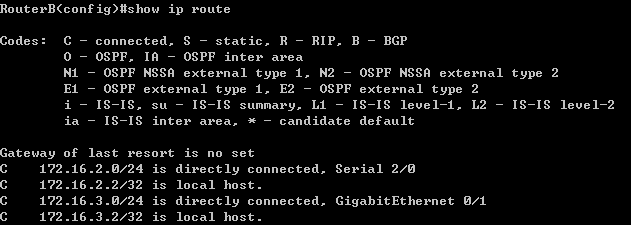 RouterB(config)#show ip route
Codes:  C - connected, S - static, R - RIP, B - BGP
O - OSPF, IA - OSPF inter area
N1 - OSPF NSSA external type 1, N2 - OSPF NSSA external type 2
E1 - OSPF external type 1, E2 - OSPF external type 2
i - IS-IS, su - IS-IS summary, L1 - IS-IS level-1, L2 - IS-IS level-2
ia - IS-IS inter area, * - candidate default
Gateway of last resort is no set
C    172.16.2.0/24 is directly connected, Serial 2/0
C    172.16.2.2/32 is local host.
C    172.16.3.0/24 is directly connected, GigabitEthernet 0/1
C    172.16.3.2/32 is local host.